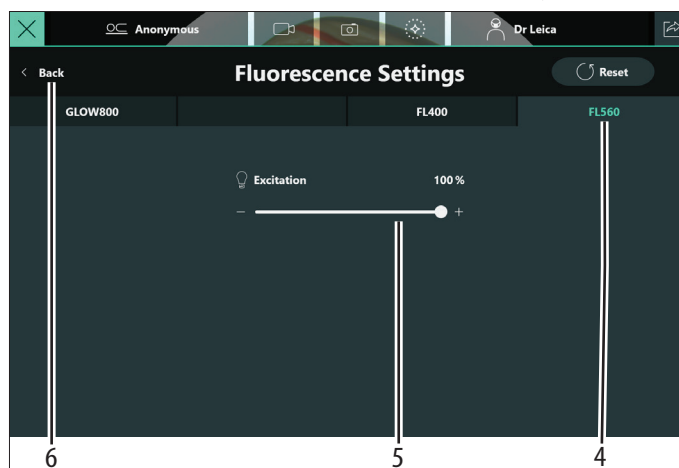 Anonymous Dr Leica
Back Fluorescence Settings Reset
GLOW800 FL400 FL560
Excitation 100 %
− +
6 5 4